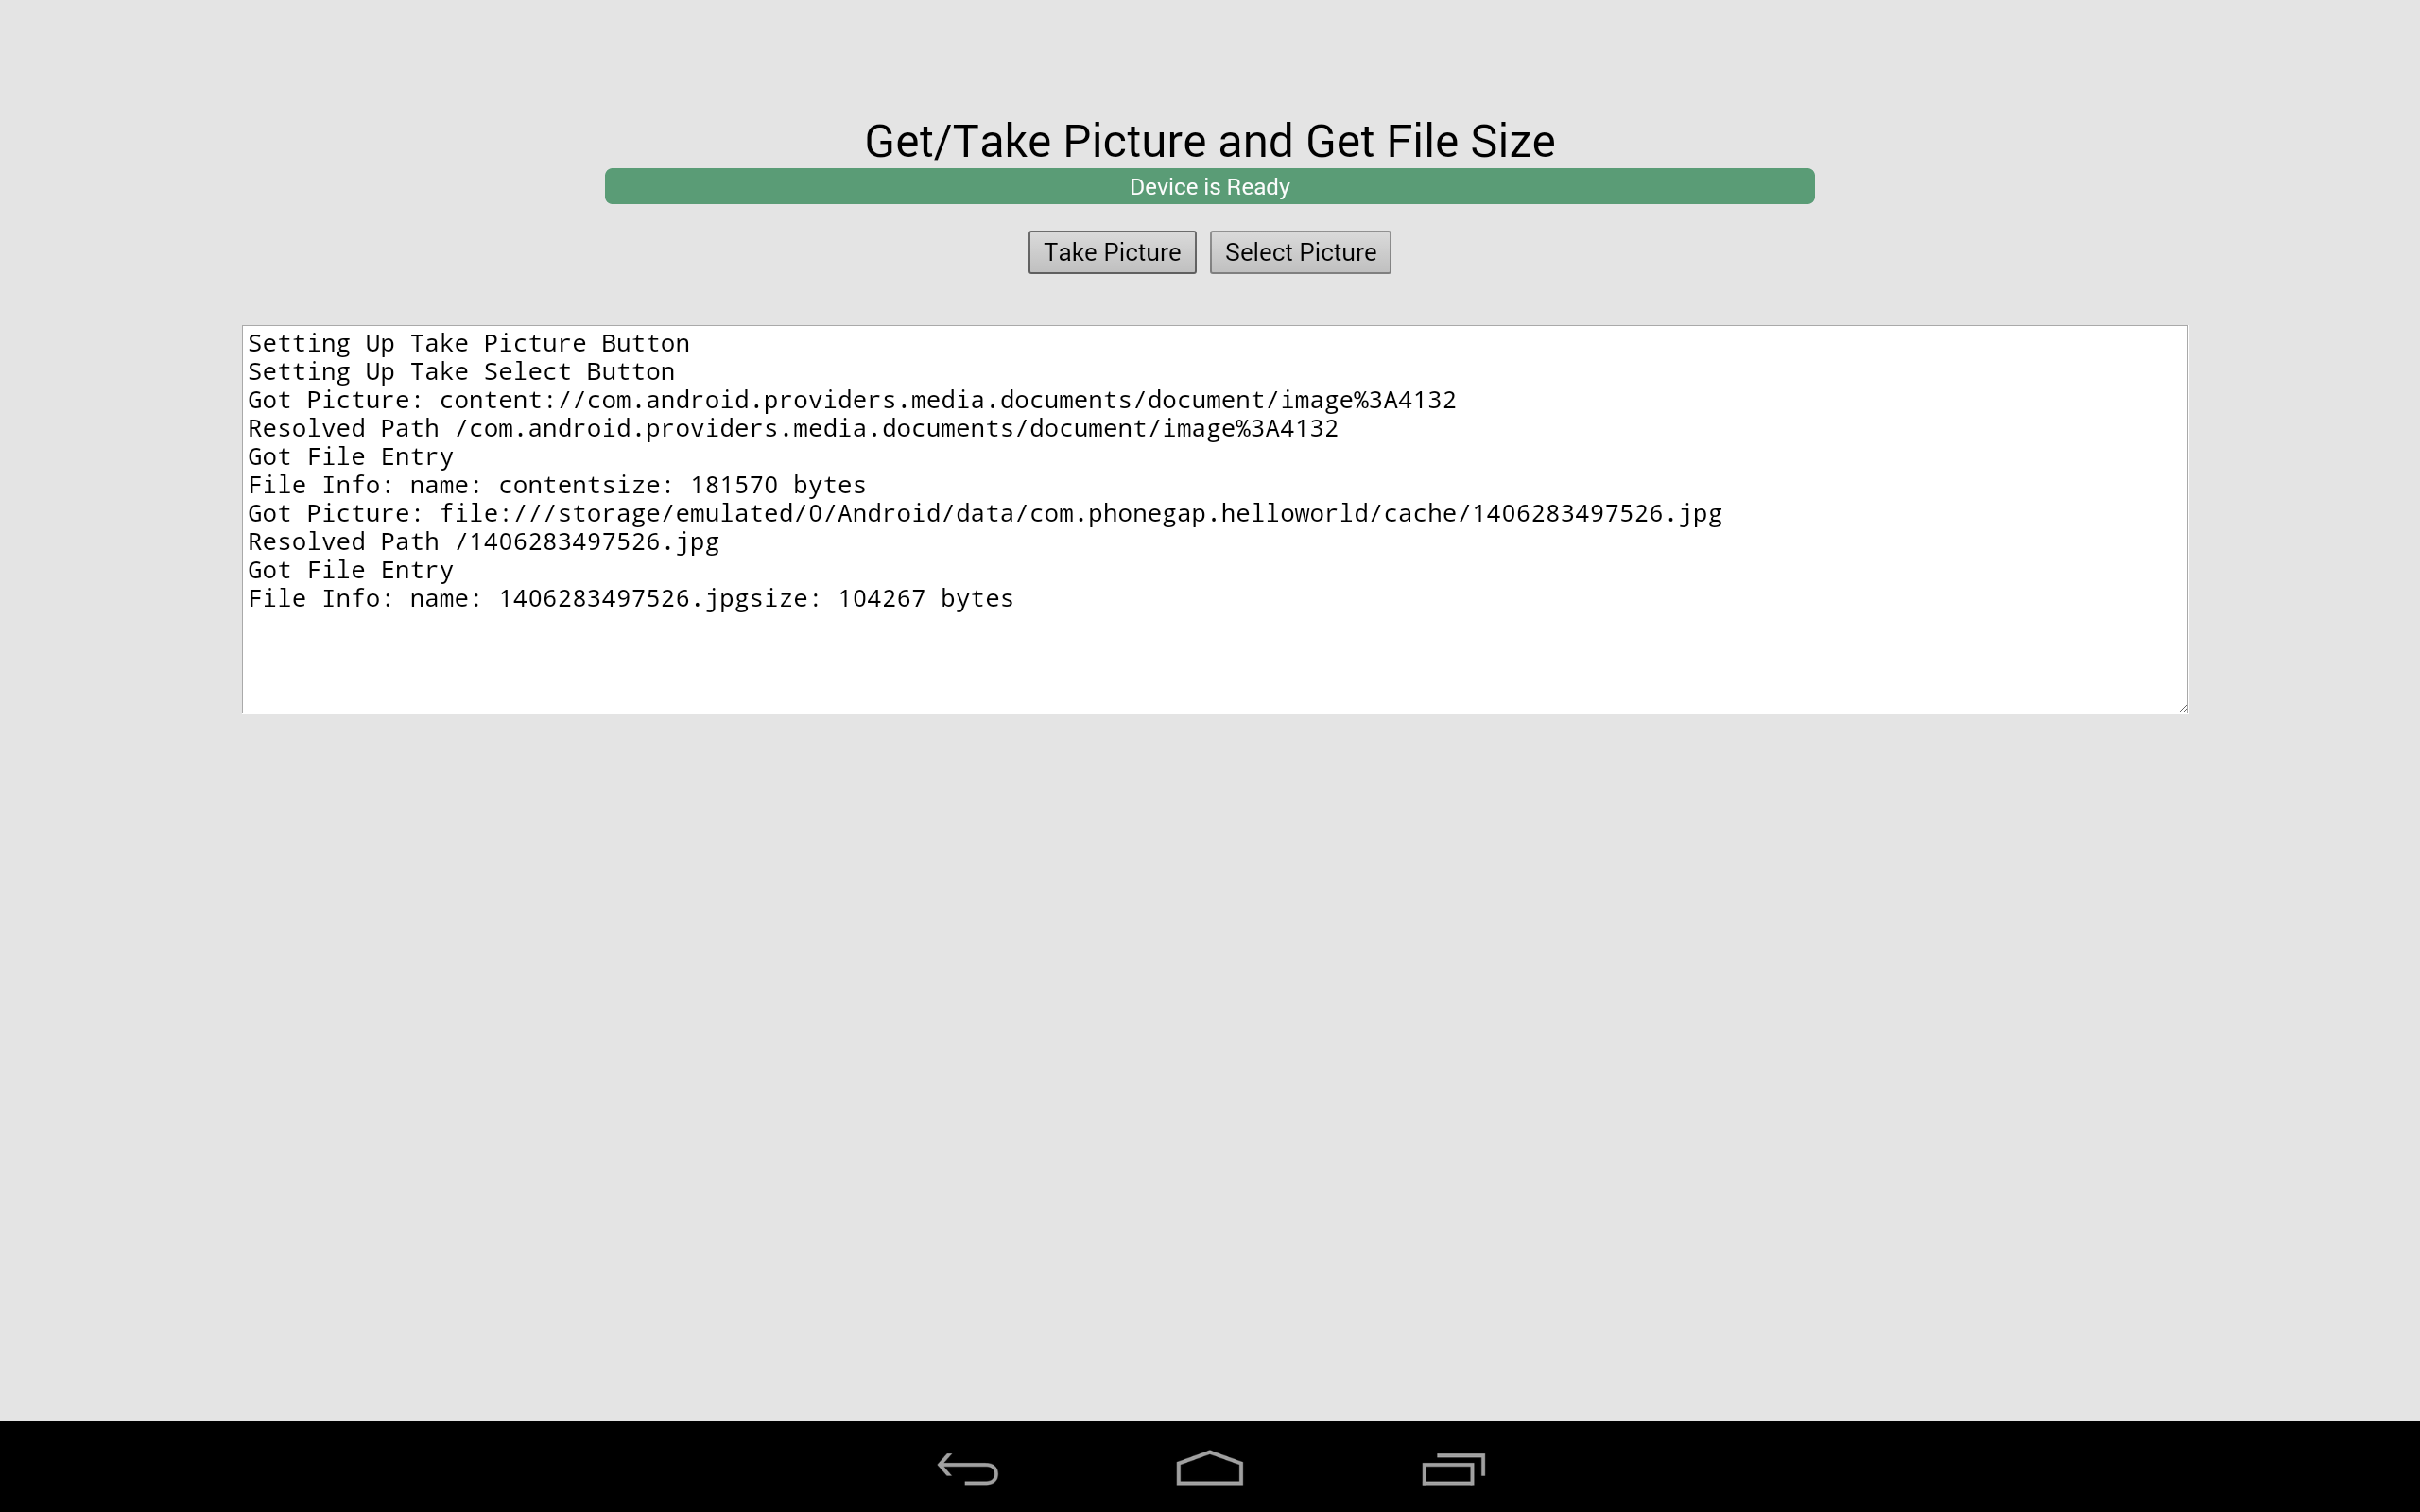 Get/Take Picture and Get File Size
Device is Ready
Take Picture Select Picture
Setting Up Take Picture Button
Setting Up Take Select Button
Got Picture: content://com.android.providers.media.documents/document/image%3A4132
Resolved Path /com.android.providers.media.documents/document/image%3A4132
Got File Entry
File Info: name: contentsize: 181570 bytes
Got Picture: file:///storage/emulated/0/Android/data/com.phonegap.helloworld/cache/1406283497526.jpg
Resolved Path /1406283497526.jpg
Got File Entry
File Info: name: 1406283497526.jpgsize: 104267 bytes